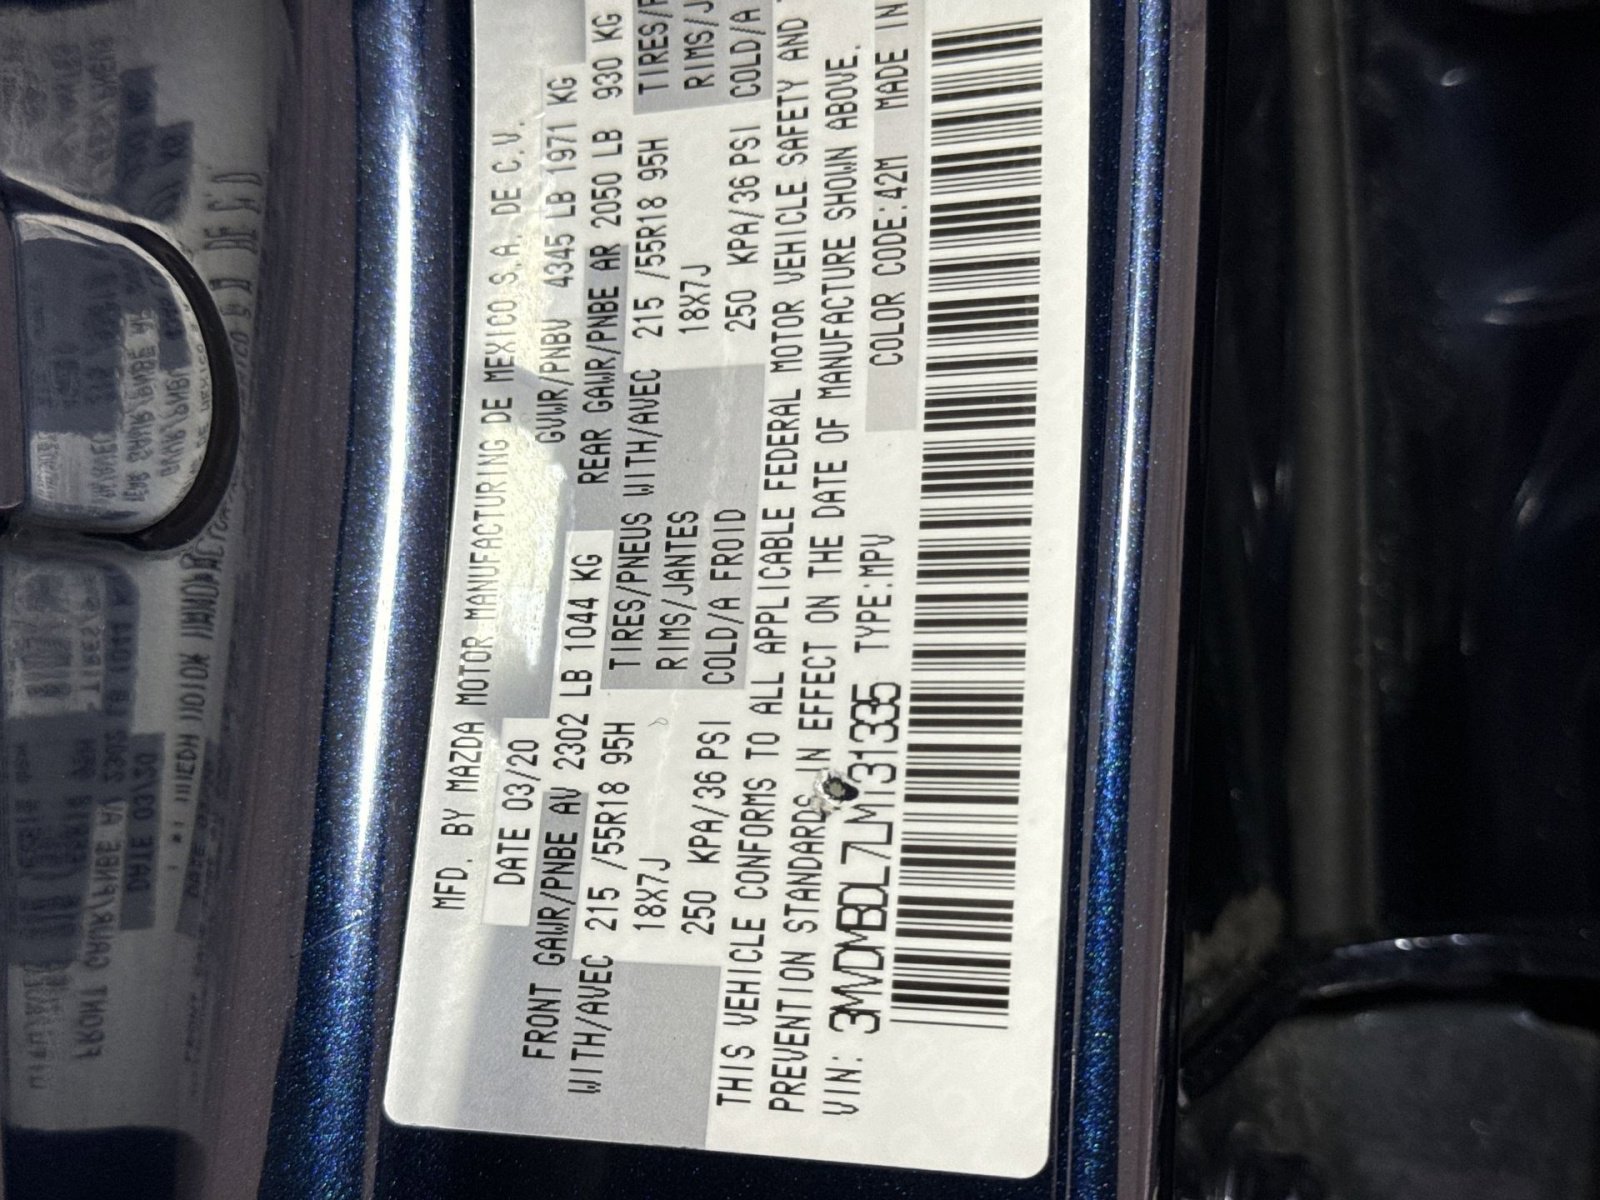 MFD. BY MAZDA MOTOR MANUFACTURING DE MEXICO S.A. DE C.V.
DATE 03/20 GVWR/PNBV 4345 LB 1971 KG
FRONT GAWR/PNBE AV 2302 LB 1044 KG REAR GAWR/PNBE AR 2050 LB 930 KG
WITH/AVEC 215 /55R18 95H TIRES/PNEUS WITH/AVEC 215 /55R18 95H
18X7J RIMS/JANTES 18X7J
250 KPA/36 PSI COLD/A FROID 250 KPA/36 PSI COLD/A
THIS VEHICLE CONFORMS TO ALL APPLICABLE FEDERAL MOTOR VEHICLE SAFETY AND
PREVENTION STANDARDS IN EFFECT ON THE DATE OF MANUFACTURE SHOWN ABOVE.
VIN: 3MVDMBDL7LM131335 TYPE:MPV COLOR CODE:42M MADE IN